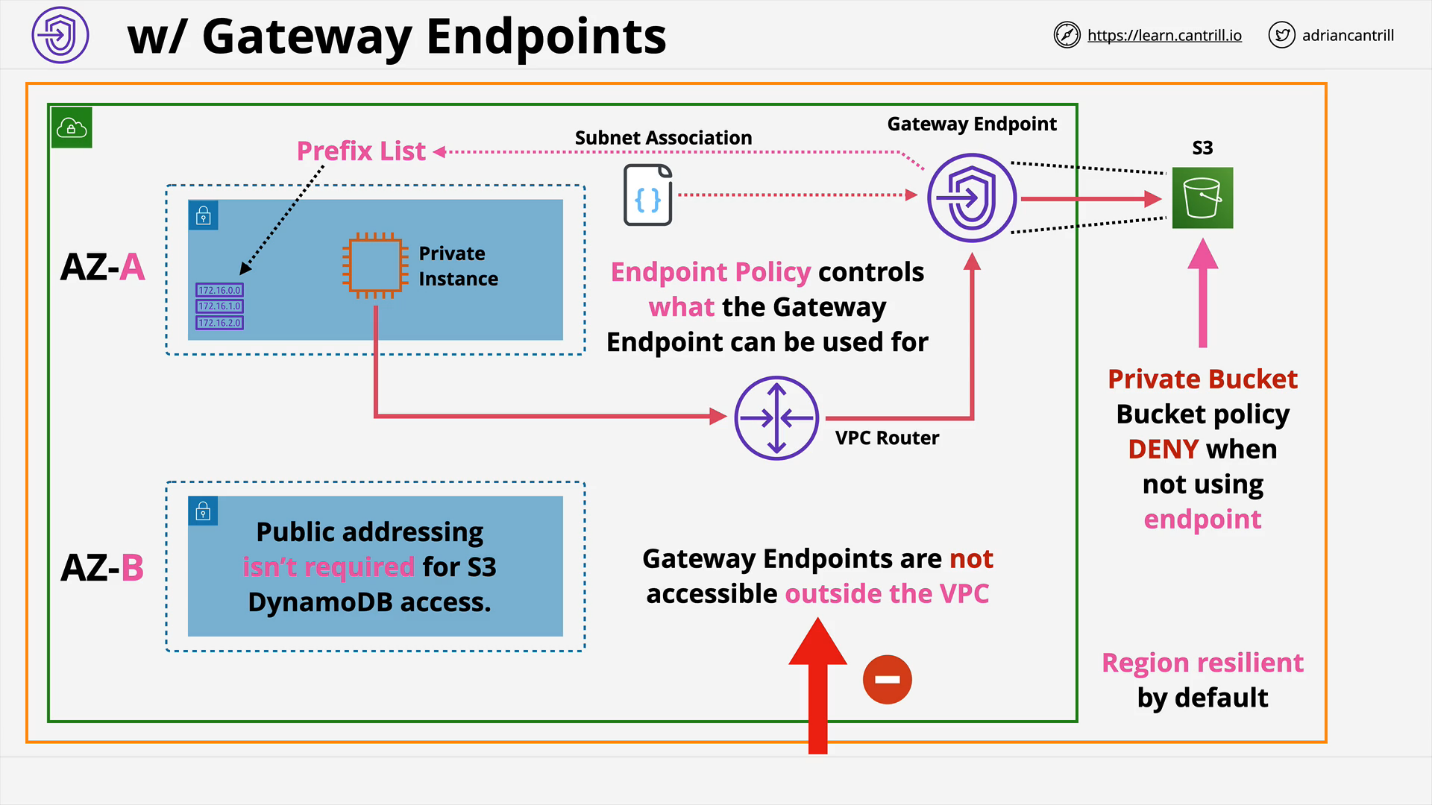 w/ Gateway Endpoints
https://learn.cantrill.io
adriancantrill
Gateway Endpoint
Subnet Association
Prefix List
S3
{ }
AZ-A
Private
Instance
172.16.0.0
172.16.1.0
172.16.2.0
Endpoint Policy controls
what the Gateway
Endpoint can be used for
VPC Router
Private Bucket
Bucket policy
DENY when
not using
endpoint
AZ-B
Public addressing
isn't required for S3
DynamoDB access.
Gateway Endpoints are not
accessible outside the VPC
Region resilient
by default